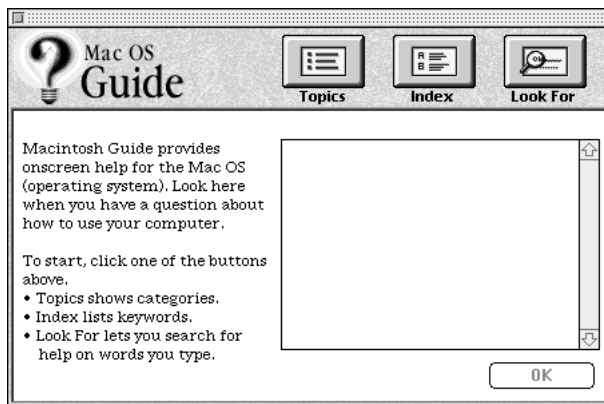 Mac OS
Guide
Topics
Index
Look For
Macintosh Guide provides
onscreen help for the Mac OS
(operating system). Look here
when you have a question about
how to use your computer.
To start, click one of the buttons
above.
• Topics shows categories.
• Index lists keywords.
• Look For lets you search for
help on words you type.
OK